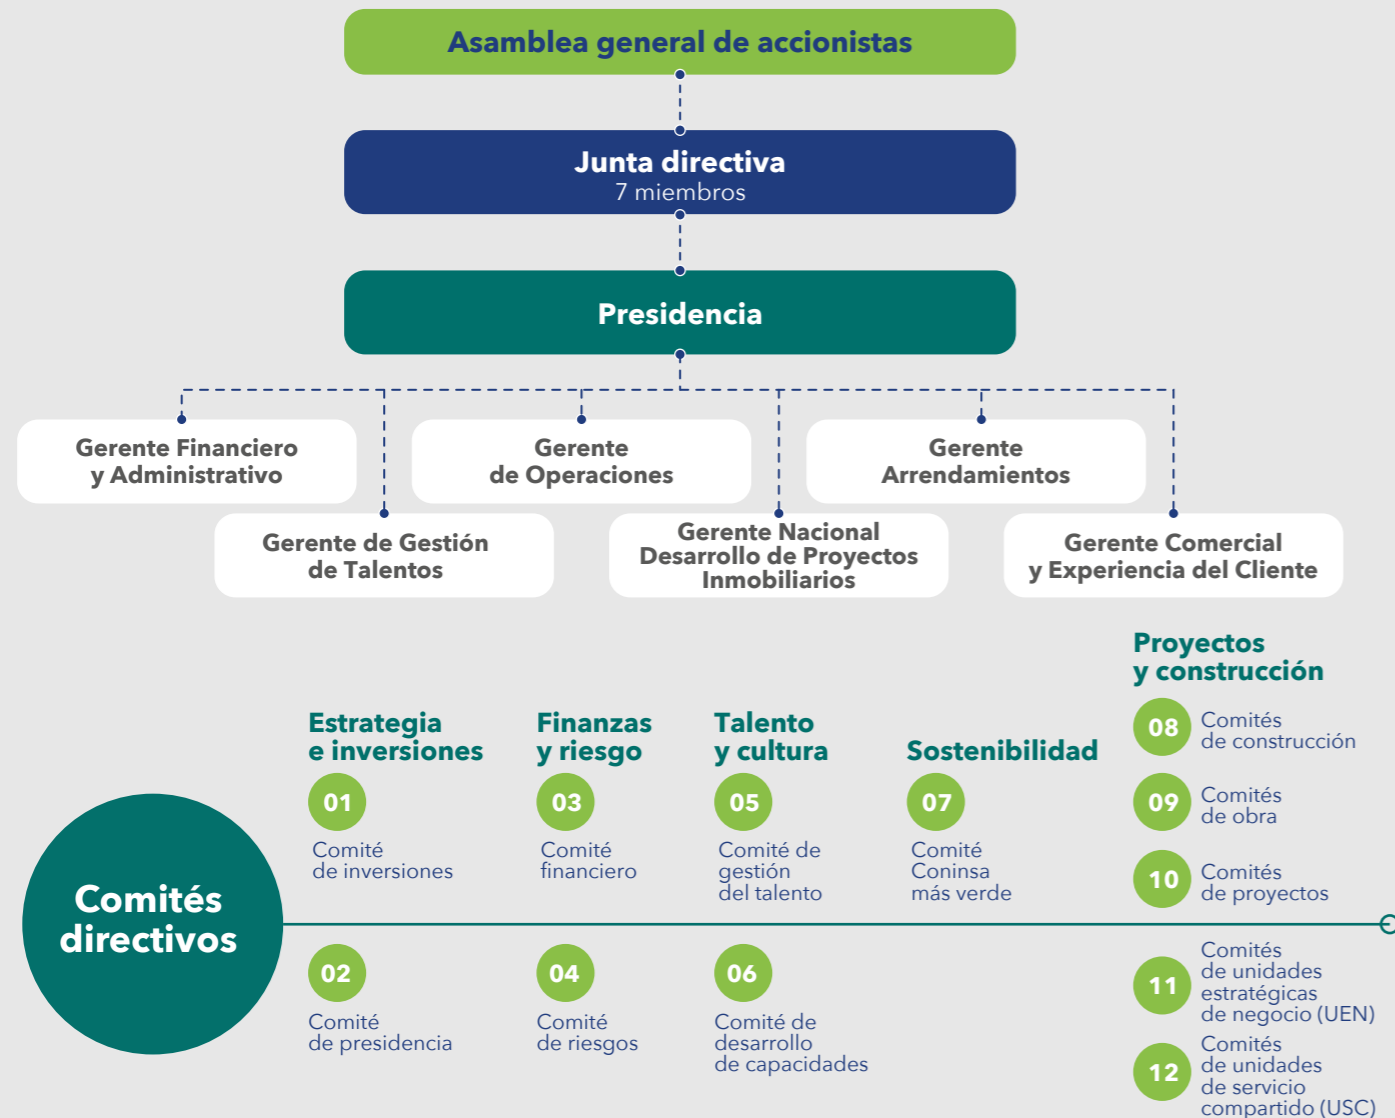 Asamblea general de accionistas
Junta directiva
7 miembros
Presidencia
Gerente Financiero
y Administrativo
Gerente
de Operaciones
Gerente
Arrendamientos
Gerente de Gestión
de Talentos
Gerente Nacional
Desarrollo de Proyectos
Inmobiliarios
Gerente Comercial
y Experiencia del Cliente
Comités
directivos
Estrategia
e inversiones
01
Comité
de inversiones
02
Comité
de presidencia
Finanzas
y riesgo
03
Comité
financiero
04
Comité
de riesgos
Talento
y cultura
05
Comité de
gestión
del talento
06
Comité de
desarrollo
de capacidades
Sostenibilidad
07
Comité
Coninsa
más verde
Proyectos
y construcción
08
Comités
de construcción
09
Comités
de obra
10
Comités
de proyectos
11
Comités
de unidades
estratégicas
de negocio (UEN)
12
Comités
de unidades
de servicio
compartido (USC)